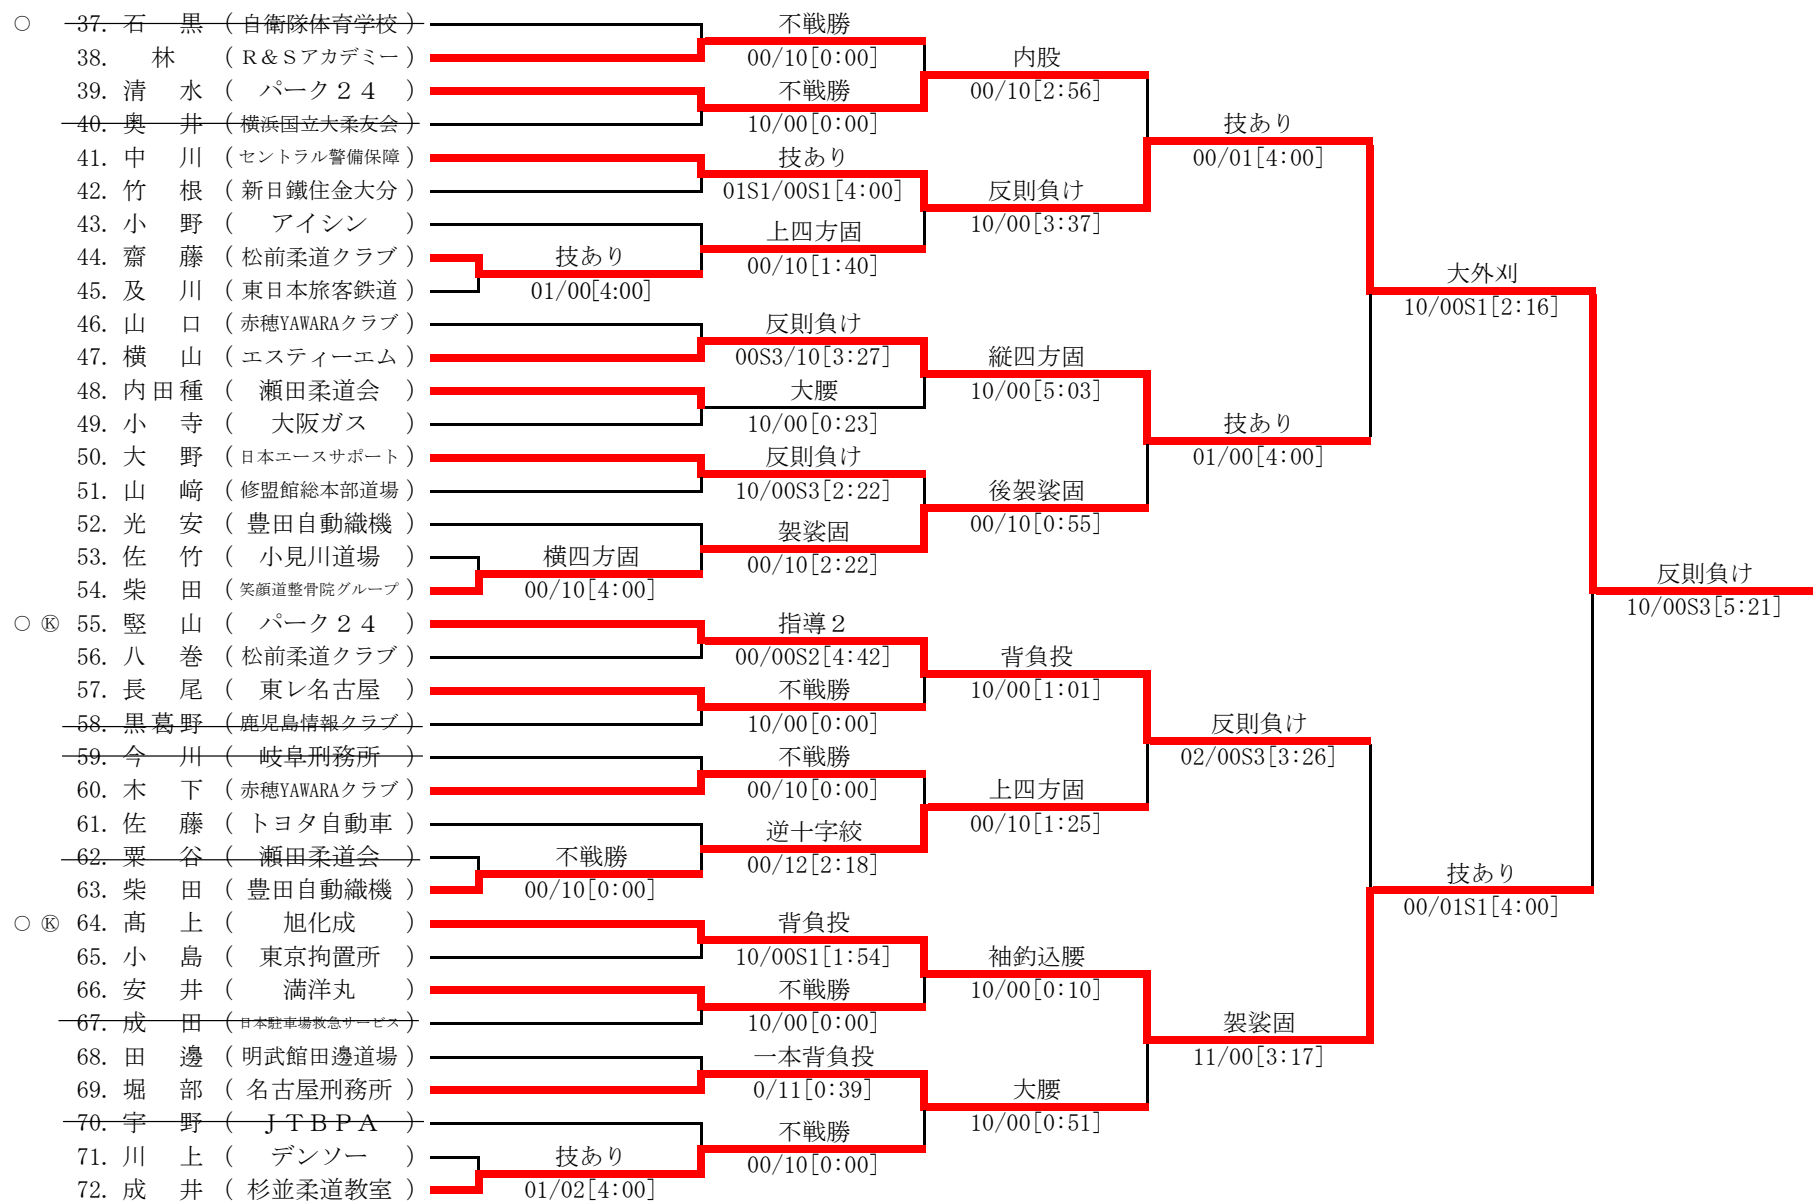 ○ 37. 石 黒 ( 自衛隊体育学校 )
38. 林 ( R&Sアカデミー )
39. 清 水 ( パーク24 )
40. 奥 井 ( 横浜国立大柔友会 )
41. 中 川 ( セントラル警備保障 )
42. 竹 根 ( 新日鐵住金大分 )
43. 小 野 ( アイシン )
44. 齋 藤 ( 松前柔道クラブ )
45. 及 川 ( 東日本旅客鉄道 )
46. 山 口 ( 赤穂YAWARAクラブ )
47. 横 山 ( エスティーエム )
48. 内田種 ( 瀬田柔道会 )
49. 小 寺 ( 大阪ガス )
50. 大 野 ( 日本エースサポート )
51. 山 﨑 ( 修盟館総本部道場 )
52. 光 安 ( 豊田自動織機 )
53. 佐 竹 ( 小見川道場 )
54. 柴 田 ( 笑顔道整骨院グループ )
○ Ⓚ 55. 竪 山 ( パーク24 )
56. 八 巻 ( 松前柔道クラブ )
57. 長 尾 ( 東レ名古屋 )
58. 黒葛野 ( 鹿児島情報クラブ )
59. 今 川 ( 岐阜刑務所 )
60. 木 下 ( 赤穂YAWARAクラブ )
61. 佐 藤 ( トヨタ自動車 )
62. 粟 谷 ( 瀬田柔道会 )
63. 柴 田 ( 豊田自動織機 )
○ Ⓚ 64. 髙 上 ( 旭化成 )
65. 小 島 ( 東京拘置所 )
66. 安 井 ( 満洋丸 )
67. 成 田 ( 日本駐車場救急サービス )
68. 田 邊 ( 明武館田邊道場 )
69. 堀 部 ( 名古屋刑務所 )
70. 宇 野 ( JTBPA )
71. 川 上 ( デンソー )
72. 成 井 ( 杉並柔道教室 )
技あり
01/00[4:00]
横四方固
00/10[4:00]
不戦勝
00/10[0:00]
技あり
01/02[4:00]
不戦勝
00/10[0:00]
不戦勝
10/00[0:00]
技あり
01S1/00S1[4:00]
上四方固
00/10[1:40]
反則負け
00S3/10[3:27]
大腰
10/00[0:23]
反則負け
10/00S3[2:22]
袈裟固
00/10[2:22]
指導2
00/00S2[4:42]
不戦勝
10/00[0:00]
不戦勝
00/10[0:00]
逆十字絞
00/12[2:18]
背負投
10/00S1[1:54]
不戦勝
10/00[0:00]
一本背負投
0/11[0:39]
不戦勝
00/10[0:00]
内股
00/10[2:56]
反則負け
10/00[3:37]
縦四方固
10/00[5:03]
後袈裟固
00/10[0:55]
背負投
10/00[1:01]
上四方固
00/10[1:25]
袖釣込腰
10/00[0:10]
大腰
10/00[0:51]
技あり
00/01[4:00]
技あり
01/00[4:00]
反則負け
02/00S3[3:26]
袈裟固
11/00[3:17]
大外刈
10/00S1[2:16]
技あり
00/01S1[4:00]
反則負け
10/00S3[5:21]